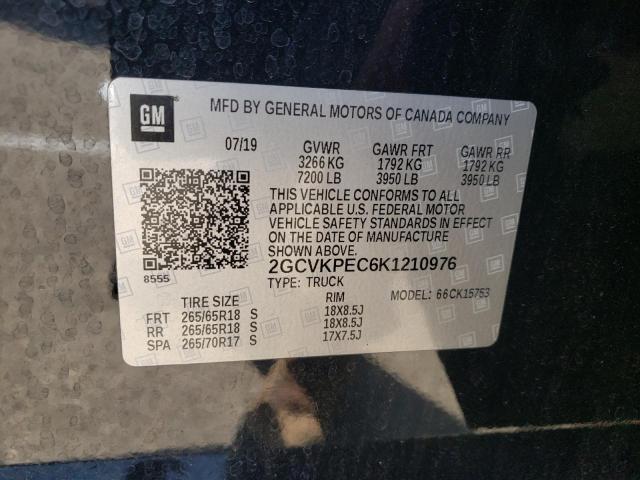 GM
MFD BY GENERAL MOTORS OF CANADA COMPANY
07/19 GVWR GAWR FRT GAWR RR
3266 KG 1792 KG 1792 KG
7200 LB 3950 LB 3950 LB
THIS VEHICLE CONFORMS TO ALL
APPLICABLE U.S. FEDERAL MOTOR
VEHICLE SAFETY STANDARDS IN EFFECT
ON THE DATE OF MANUFACTURE
2GCVKPEC6K1210976
8555 TYPE: TRUCK MODEL: 66CK15753
TIRE SIZE RIM
FRT 265/65R18 S 18X8.5J
RR 265/65R18 S 18X8.5J
SPA 265/70R17 S 17X7.5J